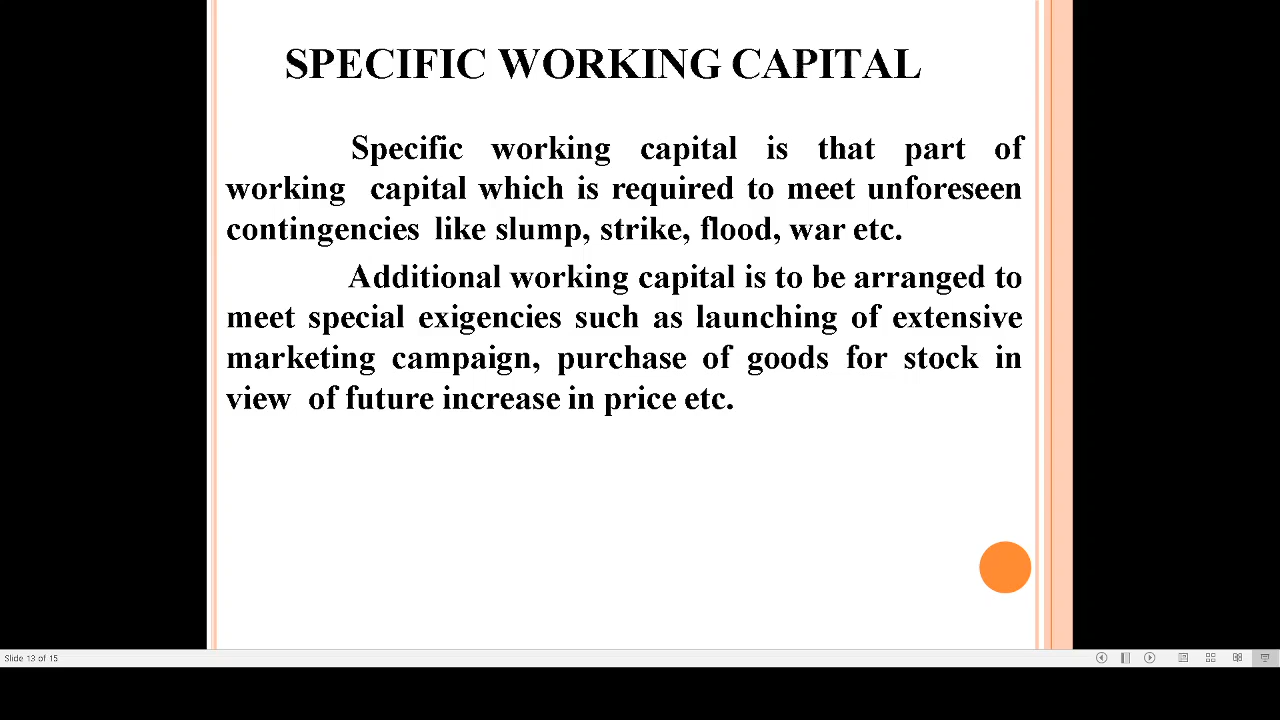 SPECIFIC WORKING CAPITAL
Specific working capital is that part of
working capital which is required to meet unforeseen
contingencies like slump, strike, flood, war etc.
Additional working capital is to be arranged to
meet special exigencies such as launching of extensive
marketing campaign, purchase of goods for stock in
view of future increase in price etc.
Slide 13 of 15